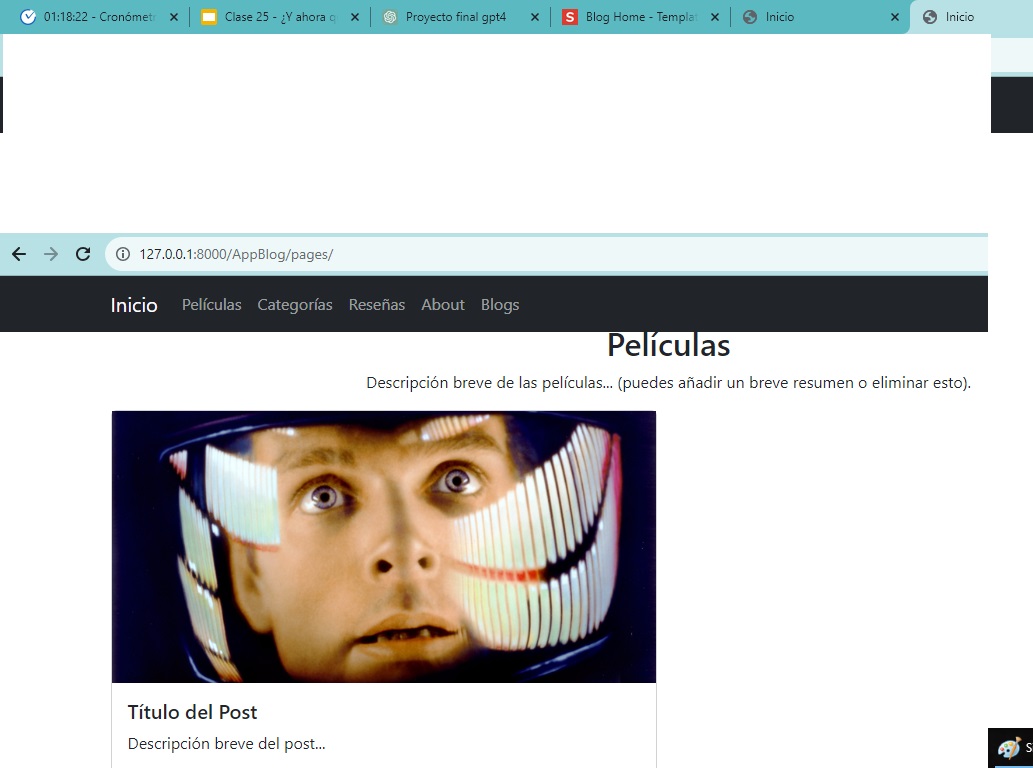 01:18:22 - Cronómet
Clase 25 - ¿Y ahora q
Proyecto final gpt4
S
Blog Home - Templat
Inicio
Inicio
127.0.0.1:8000/AppBlog/pages/
Inicio Películas Categorías Reseñas About Blogs
Películas
Descripción breve de las películas... (puedes añadir un breve resumen o eliminar esto).
Título del Post
Descripción breve del post...
S